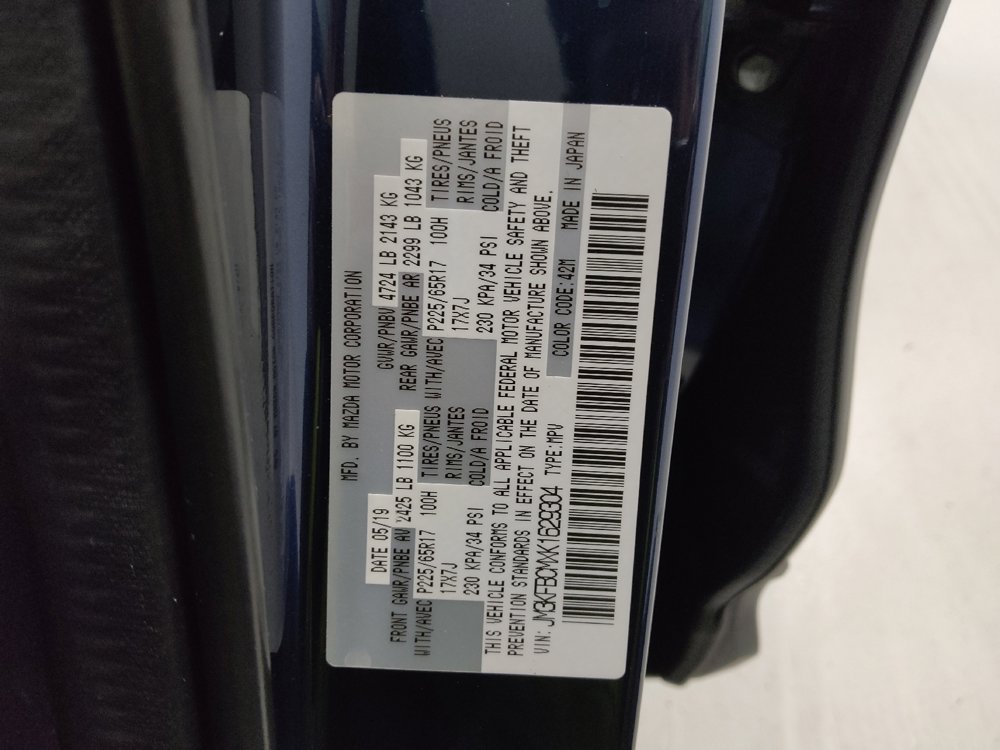 MFD. BY MAZDA MOTOR CORPORATION
DATE 05/19 GVWR/PNBV 4724 LB 2143 KG
FRONT GAWR/PNBE AV 2425 LB 1100 KG REAR GAWR/PNBE AR 2299 LB 1043 KG
WITH/AVEC P225/65R17 100H TIRES/PNEUS WITH/AVEC P225/65R17 100H TIRES/PNEUS
17X7J RIMS/JANTES 17X7J RIMS/JANTES
230 KPA/34 PSI COLD/A FROID 230 KPA/34 PSI COLD/A FROID
THIS VEHICLE CONFORMS TO ALL APPLICABLE FEDERAL MOTOR VEHICLE SAFETY AND THEFT
PREVENTION STANDARDS IN EFFECT ON THE DATE OF MANUFACTURE SHOWN ABOVE.
VIN: JM3KFBCMXK1629304 TYPE:MPV COLOR CODE:42M MADE IN JAPAN